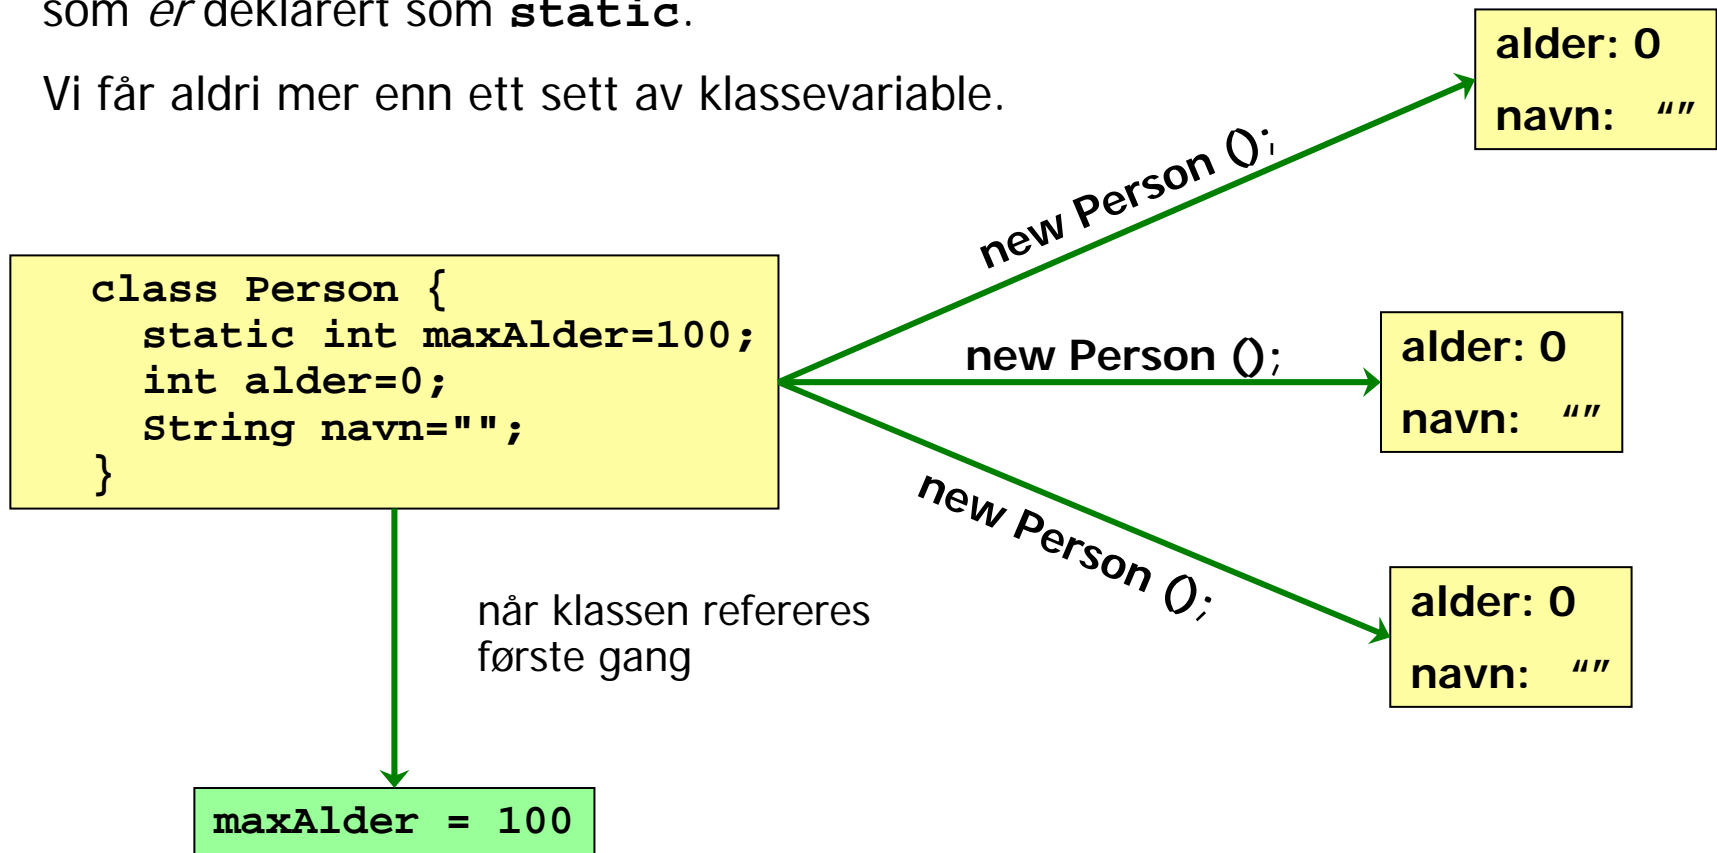 som er deklarert som static.
Vi får aldri mer enn ett sett av klassevariable.
alder: 0
navn: “”
new Person ();
class Person {
static int maxAlder=100;
int alder=0;
String navn="";
}
new Person ();
alder: 0
navn: “”
new Person ();
når klassen refereres
første gang
alder: 0
navn: “”
maxAlder = 100